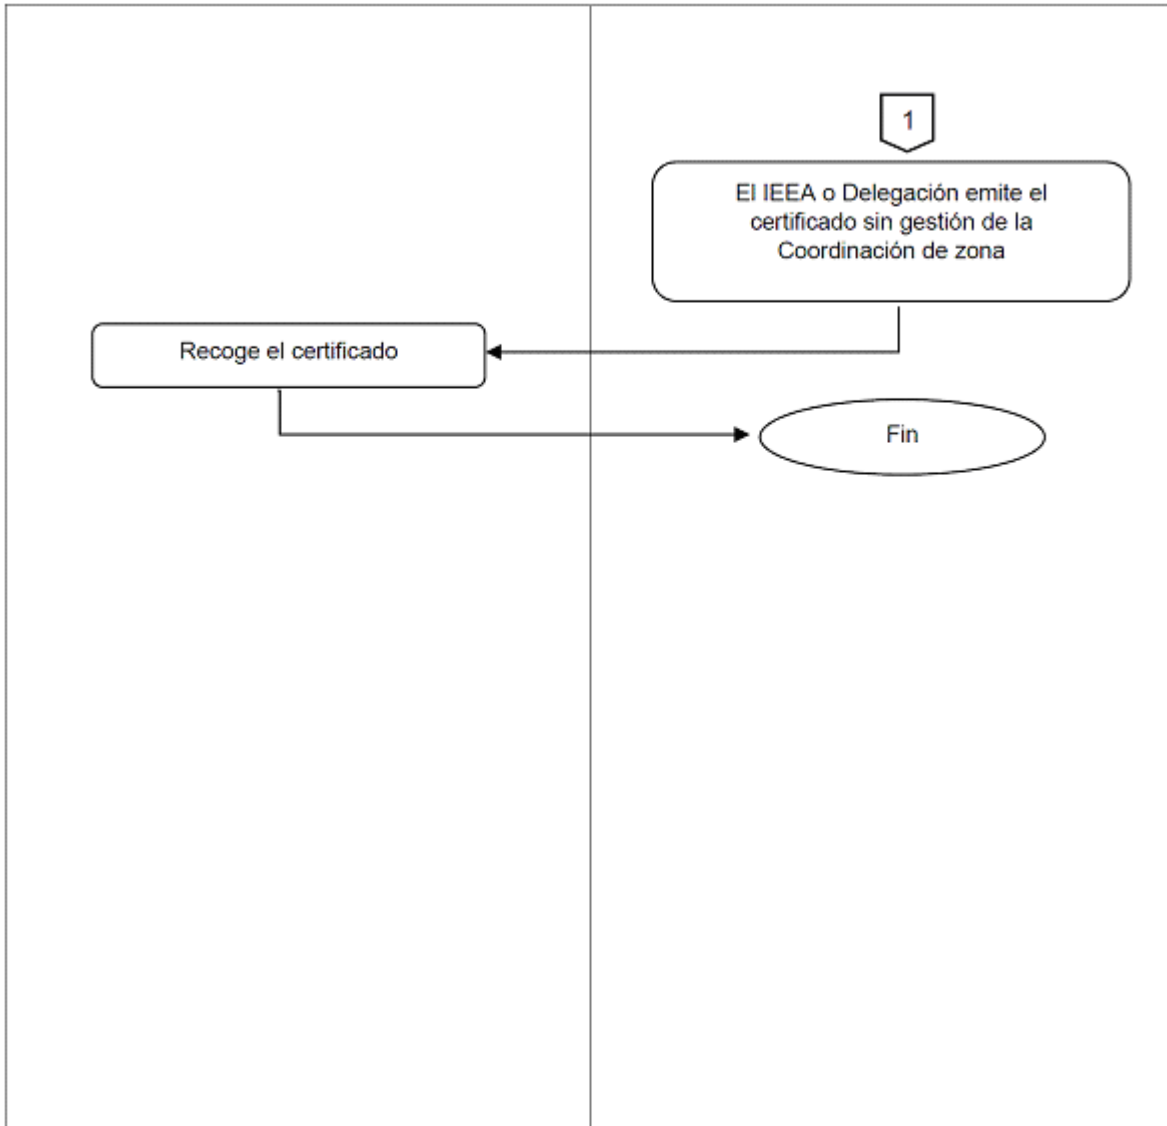 1
El IEEA o Delegación emite el
certificado sin gestión de la
Coordinación de zona
Recoge el certificado
Fin